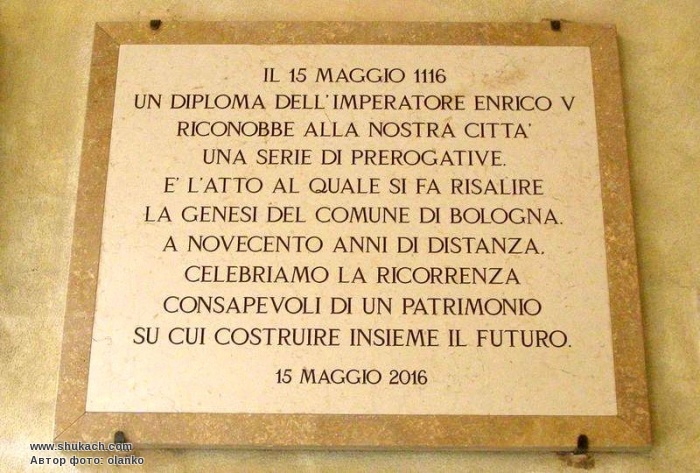 IL 15 MAGGIO 1116
UN DIPLOMA DELL'IMPERATORE ENRICO V
RICONOBBE ALLA NOSTRA CITTA'
UNA SERIE DI PREROGATIVE.
E' L'ATTO AL QUALE SI FA RISALIRE
LA GENESI DEL COMUNE DI BOLOGNA.
A NOVECENTO ANNI DI DISTANZA,
CELEBRIAMO LA RICORRENZA
CONSAPEVOLI DI UN PATRIMONIO
SU CUI COSTRUIRE INSIEME IL FUTURO.
15 MAGGIO 2016
www.shukach.com
Автор фото: olanko